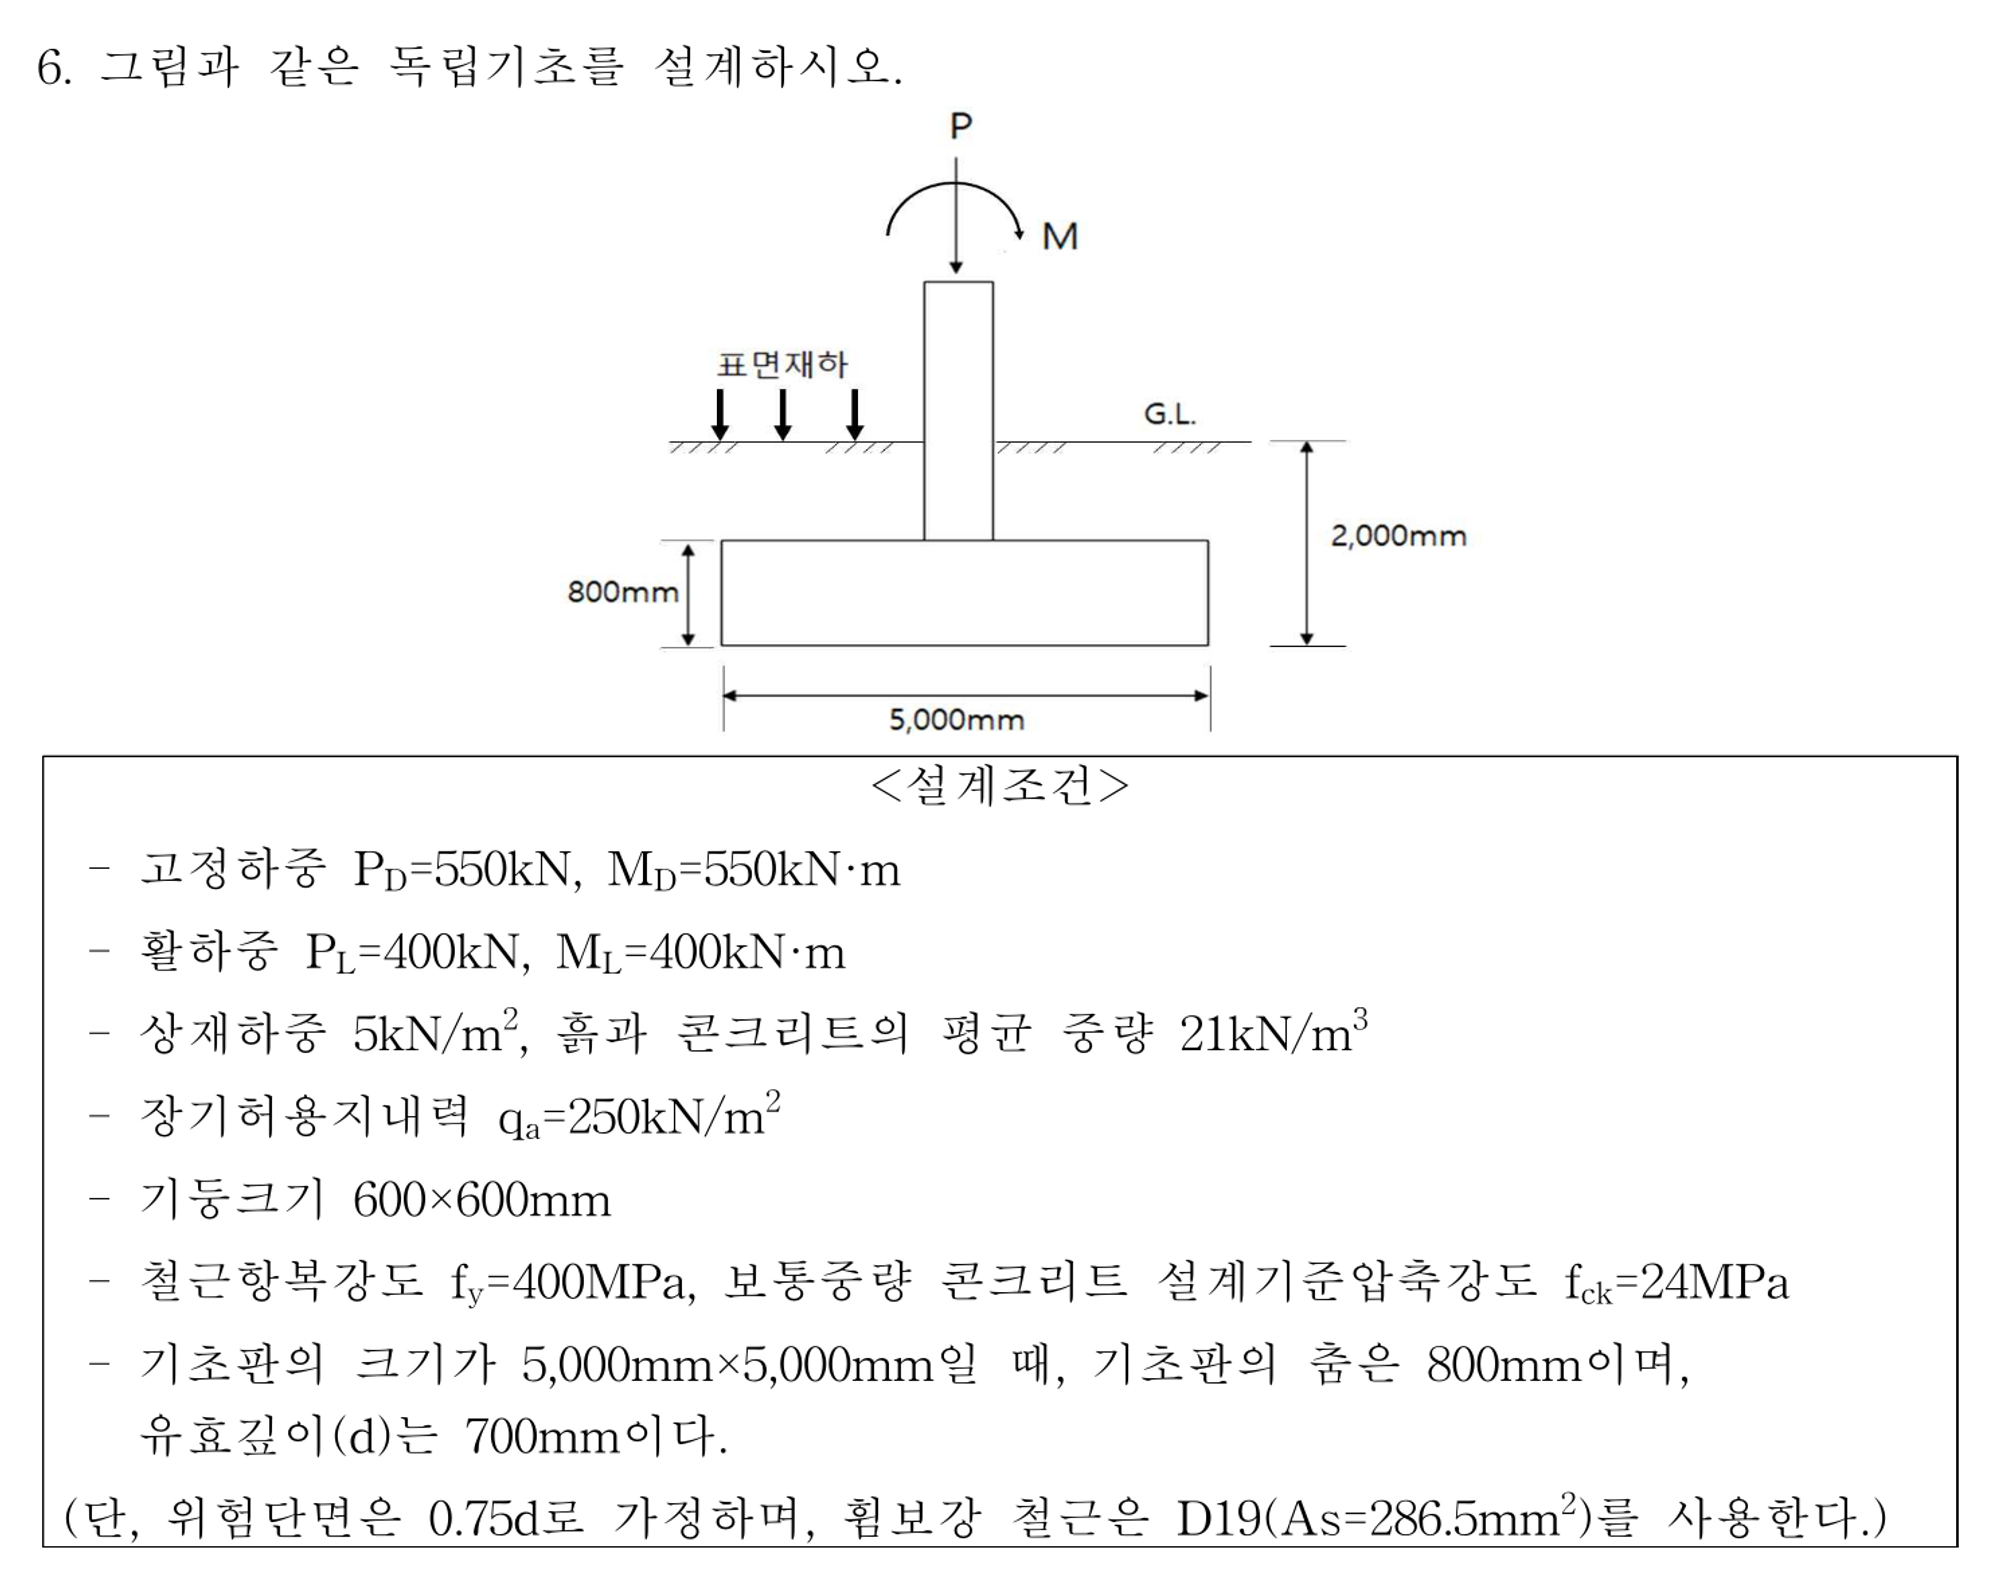 6. 그림과 같은 독립기초를 설계하시오.
P
M
표면재하
G.L.
2,000mm
800mm
5,000mm
<설계조건>
- 고정하중 P_D=550kN, M_D=550kN·m
- 활하중 P_L=400kN, M_L=400kN·m
- 상재하중 5kN/m², 흙과 콘크리트의 평균 중량 21kN/m³
- 장기허용지내력 q_a=250kN/m²
- 기둥크기 600×600mm
- 철근항복강도 f_y=400MPa, 보통중량 콘크리트 설계기준압축강도 f_ck=24MPa
- 기초판의 크기가 5,000mm×5,000mm일 때, 기초판의 춤은 800mm이며,
유효깊이(d)는 700mm이다.
(단, 위험단면은 0.75d로 가정하며, 휨보강 철근은 D19(As=286.5mm²)를 사용한다.)